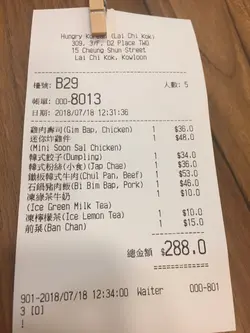 Hungry Korean (Lai Chi Kok)
309, 3/F, D2 Place TWO
15 Cheung Shun Street
Lai Chi Kok, Kowloon
檯號: B29 人數: 5
帳單: 000-8013
日期: 2018/07/18 12:31:36
雞肉壽司(Gim Bap, Chicken) 1 $36.0
迷你炸雞件 1 $48.0
(Mini Soon Sal Chicken)
韓式餃子(Dumpling) 1 $34.0
韓式粉絲(小食)(Jap Chae) 1 $36.0
鐵板韓式牛肉(Chul Pan, Beef) 1 $53.0
石鍋豬肉飯(Bi Bim Bap, Pork) 1 $46.0
凍綠茶牛奶 1 $10.0
(Ice Green Milk Tea)
凍檸檬茶(Ice Lemon Tea) 1 $10.0
前菜(Ban Chan) 1 $15.0
總金額 $288.0
901-2018/07/18 12:34:00 Waiter 000-801
3 [0]
1